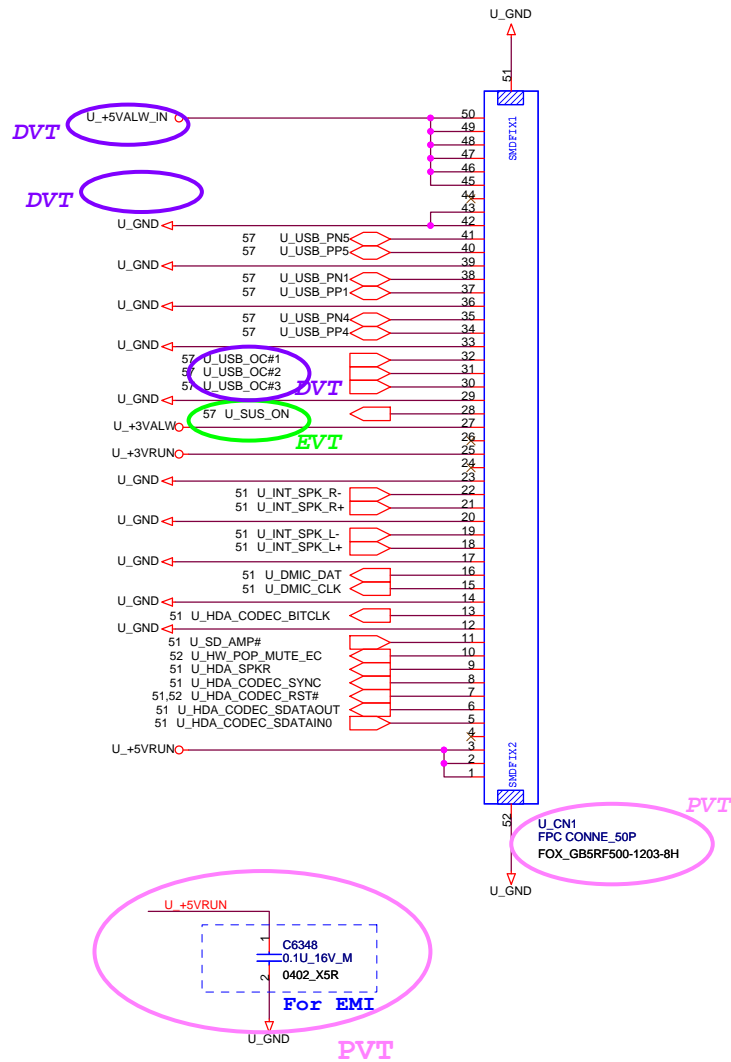 U_GND
51
SMDFIX1
U_+5VALW_IN 50
DVT
49
48
47
46
45
DVT
44
43
U_GND 42
57 U_USB_PN5 41
57 U_USB_PP5 40
U_GND 39
57 U_USB_PN1 38
57 U_USB_PP1 37
U_GND 36
57 U_USB_PN4 35
57 U_USB_PP4 34
U_GND 33
57 U_USB_OC#1 32
57 U_USB_OC#2 31
57 U_USB_OC#3 DVT 30
U_GND 29
57 U_SUS_ON 28
U_+3VALW 27
EVT
26
U_+3VRUN 25
24
U_GND 23
51 U_INT_SPK_R- 22
51 U_INT_SPK_R+ 21
U_GND 20
51 U_INT_SPK_L- 19
51 U_INT_SPK_L+ 18
U_GND 17
51 U_DMIC_DAT 16
51 U_DMIC_CLK 15
U_GND 14
51 U_HDA_CODEC_BITCLK 13
U_GND 12
51 U_SD_AMP# 11
52 U_HW_POP_MUTE_EC 10
51 U_HDA_SPKR 9
51 U_HDA_CODEC_SYNC 8
51,52 U_HDA_CODEC_RST# 7
51 U_HDA_CODEC_SDATAOUT 6
51 U_HDA_CODEC_SDATAIN0 5
4
U_+5VRUN 3
2
1
SMDFIX2
52
PVT
U_CN1
FPC CONNE_50P
FOX_GB5RF500-1203-8H
U_GND
U_+5VRUN
1
C6348
0.1U_16V_M
0402_X5R
2
For EMI
U_GND
PVT